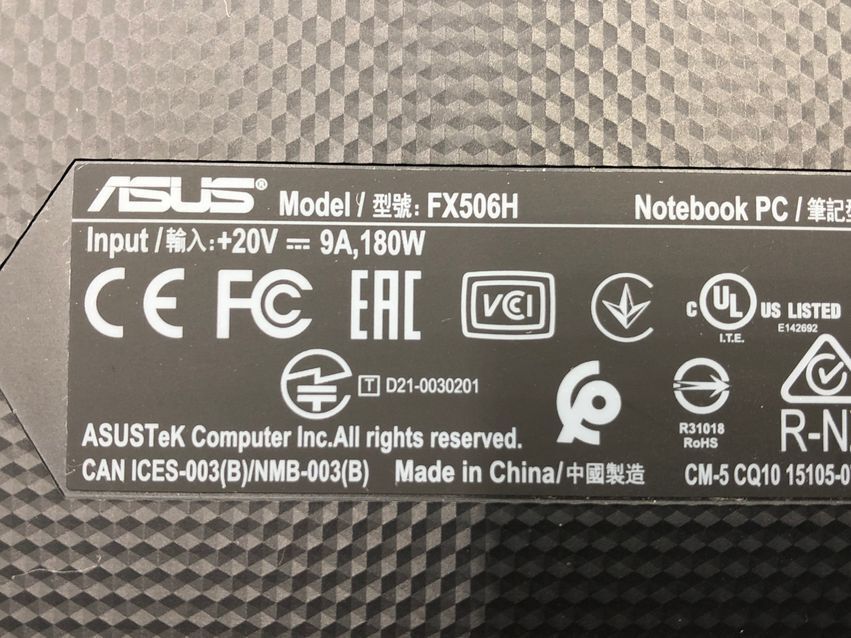 ASUS® Model / 型號: FX506H Notebook PC / 筆記型
Input / 輸入: +20V ⎓ 9A,180W
CE FC EAC VCI UL C US LISTED
I.T.E. E142692
T D21-0030201
R31018
RoHS
R-N
ASUSTeK Computer Inc.All rights reserved.
CAN ICES-003(B)/NMB-003(B) Made in China/中國製造 CM-5 CQ10 15105-0